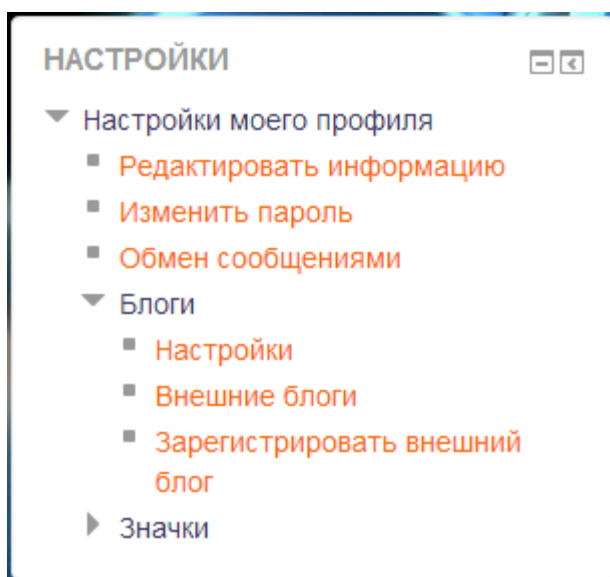 НАСТРОЙКИ
Настройки моего профиля
Редактировать информацию
Изменить пароль
Обмен сообщениями
Блоги
Настройки
Внешние блоги
Зарегистрировать внешний
блог
Значки